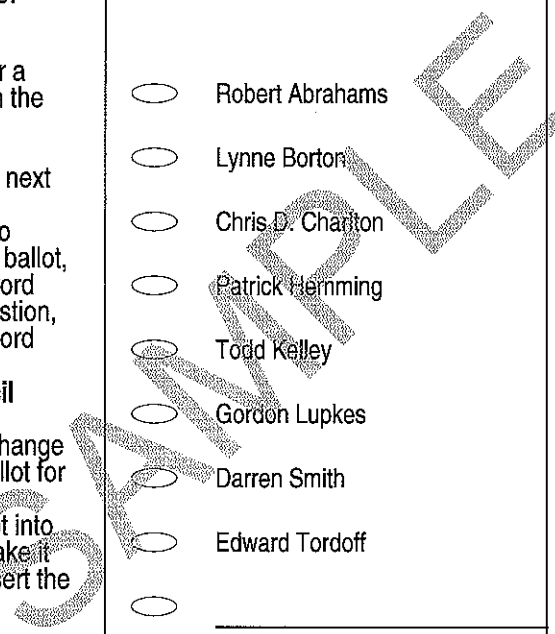 r a
n the
next
o
ballot,
ord
stion,
ord
il
hange
llot for
t into
ake it
sert the
Robert Abrahams
Lynne Borton
Chris D. Charlton
Patrick Hemming
Todd Kelley
Gordon Lupkes
Darren Smith
Edward Tordoff
SAMPLE